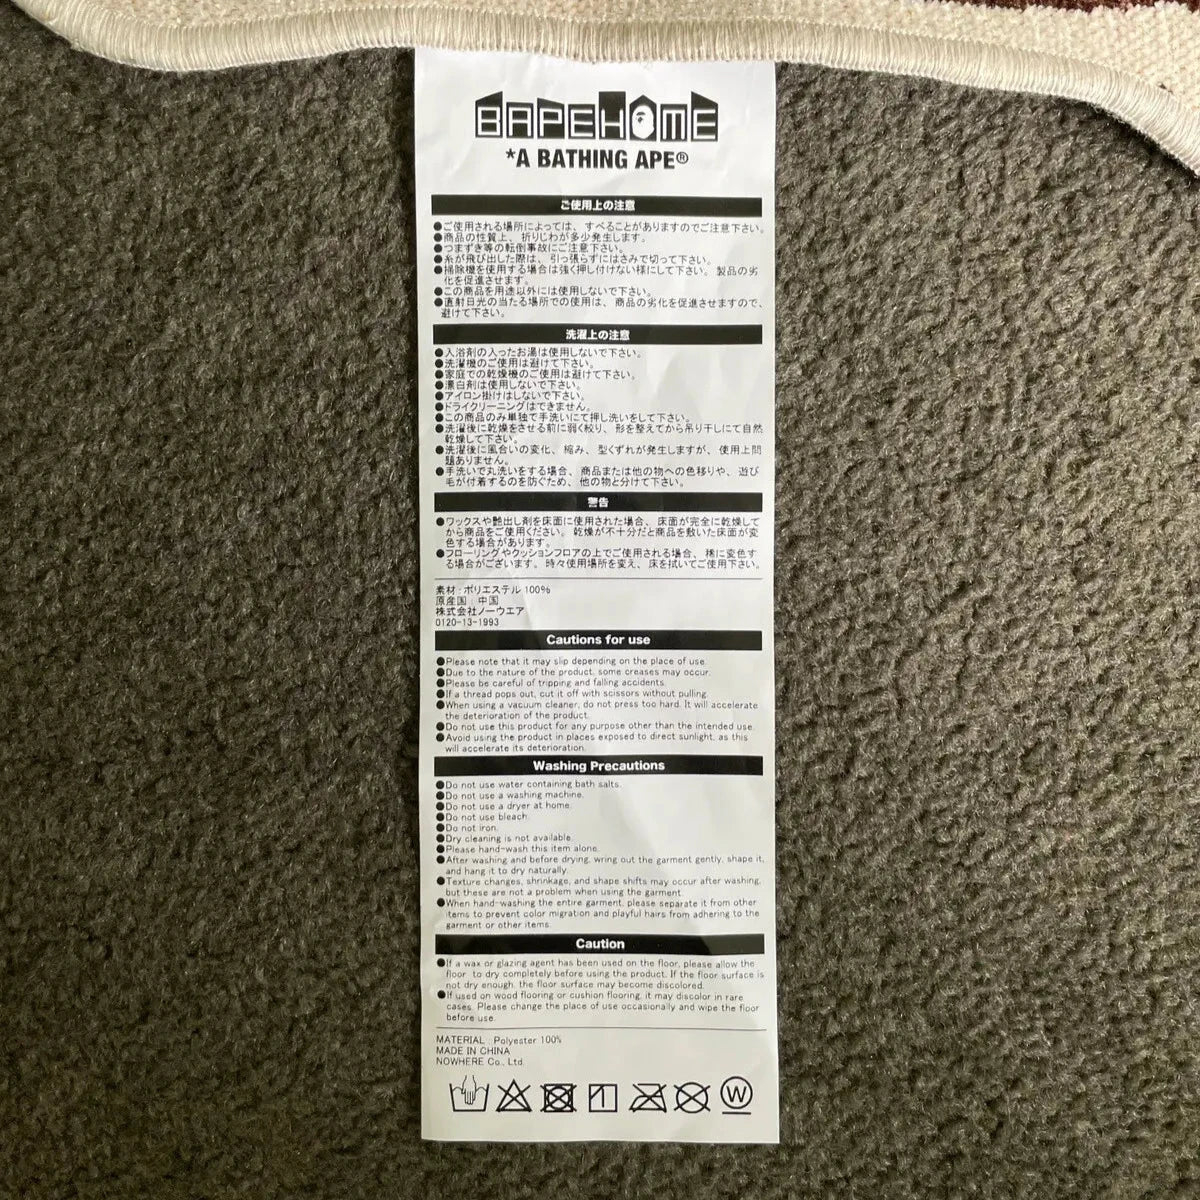 BAPEHOME
*A BATHING APE®
ご使用上の注意
●ご使用される場所によっては、すべることがありますのでご注意下さい。
●商品の性質上、折りじわが多少発生します。
●つまずき等の転倒事故にご注意下さい。
●糸が飛び出した際は、引っ張らずにはさみで切って下さい。
●掃除機を使用する場合は強く押し付けない様にして下さい。製品の劣
化を促進させます。
●この商品を用途以外には使用しないで下さい。
●直射日光の当たる場所での使用は、商品の劣化を促進させますので、
避けて下さい。
洗濯上の注意
●入浴剤の入ったお湯は使用しないで下さい。
●洗濯機のご使用は避けて下さい。
●家庭での乾燥機のご使用は避けて下さい。
●漂白剤は使用しないで下さい。
●アイロン掛けはしないで下さい。
●ドライクリーニングはできません。
●この商品のみ単独で手洗いにて押し洗いをして下さい。
●洗濯後に乾燥をさせる前に弱く絞り、形を整えてから吊り干しにて自然
乾燥して下さい。
●洗濯後に風合いの変化、縮み、型くずれが発生しますが、使用上問
題ありません。
●手洗いで丸洗いをする場合、商品または他の物への色移りや、遊び
毛が付着するのを防ぐため、他の物と分けて下さい。
警告
●ワックスや艶出し剤を床面に使用された場合、床面が完全に乾燥して
から商品をご使用ください。乾燥が不十分だと商品を敷いた床面が変
色する場合があります。
●フローリングやクッションフロアの上でご使用される場合、稀に変色す
る場合がございます。時々使用場所を変え、床を拭いてご使用下さい。
素材:ポリエステル 100%
原産国:中国
株式会社ノーウエア
0120-13-1993
Cautions for use
●Please note that it may slip depending on the place of use.
●Due to the nature of the product, some creases may occur.
●Please be careful of tripping and falling accidents.
●If a thread pops out, cut it off with scissors without pulling.
●When using a vacuum cleaner, do not press too hard. It will accelerate
the deterioration of the product.
●Do not use this product for any purpose other than the intended use.
●Avoid using the product in places exposed to direct sunlight, as this
will accelerate its deterioration.
Washing Precautions
●Do not use water containing bath salts.
●Do not use a washing machine.
●Do not use a dryer at home.
●Do not use bleach.
●Do not iron.
●Dry cleaning is not available.
●Please hand-wash this item alone.
●After washing and before drying, wring out the garment gently, shape it,
and hang it to dry naturally.
●Texture changes, shrinkage, and shape shifts may occur after washing,
but these are not a problem when using the garment.
●When hand-washing the entire garment, please separate it from other
items to prevent color migration and playful hairs from adhering to the
garment or other items.
Caution
●If a wax or glazing agent has been used on the floor, please allow the
floor to dry completely before using the product. If the floor surface is
not dry enough, the floor surface may become discolored.
●If used on wood flooring or cushion flooring, it may discolor in rare
cases. Please change the place of use occasionally and wipe the floor
before use.
MATERIAL : Polyester 100%
MADE IN CHINA
NOWHERE Co., Ltd.
W